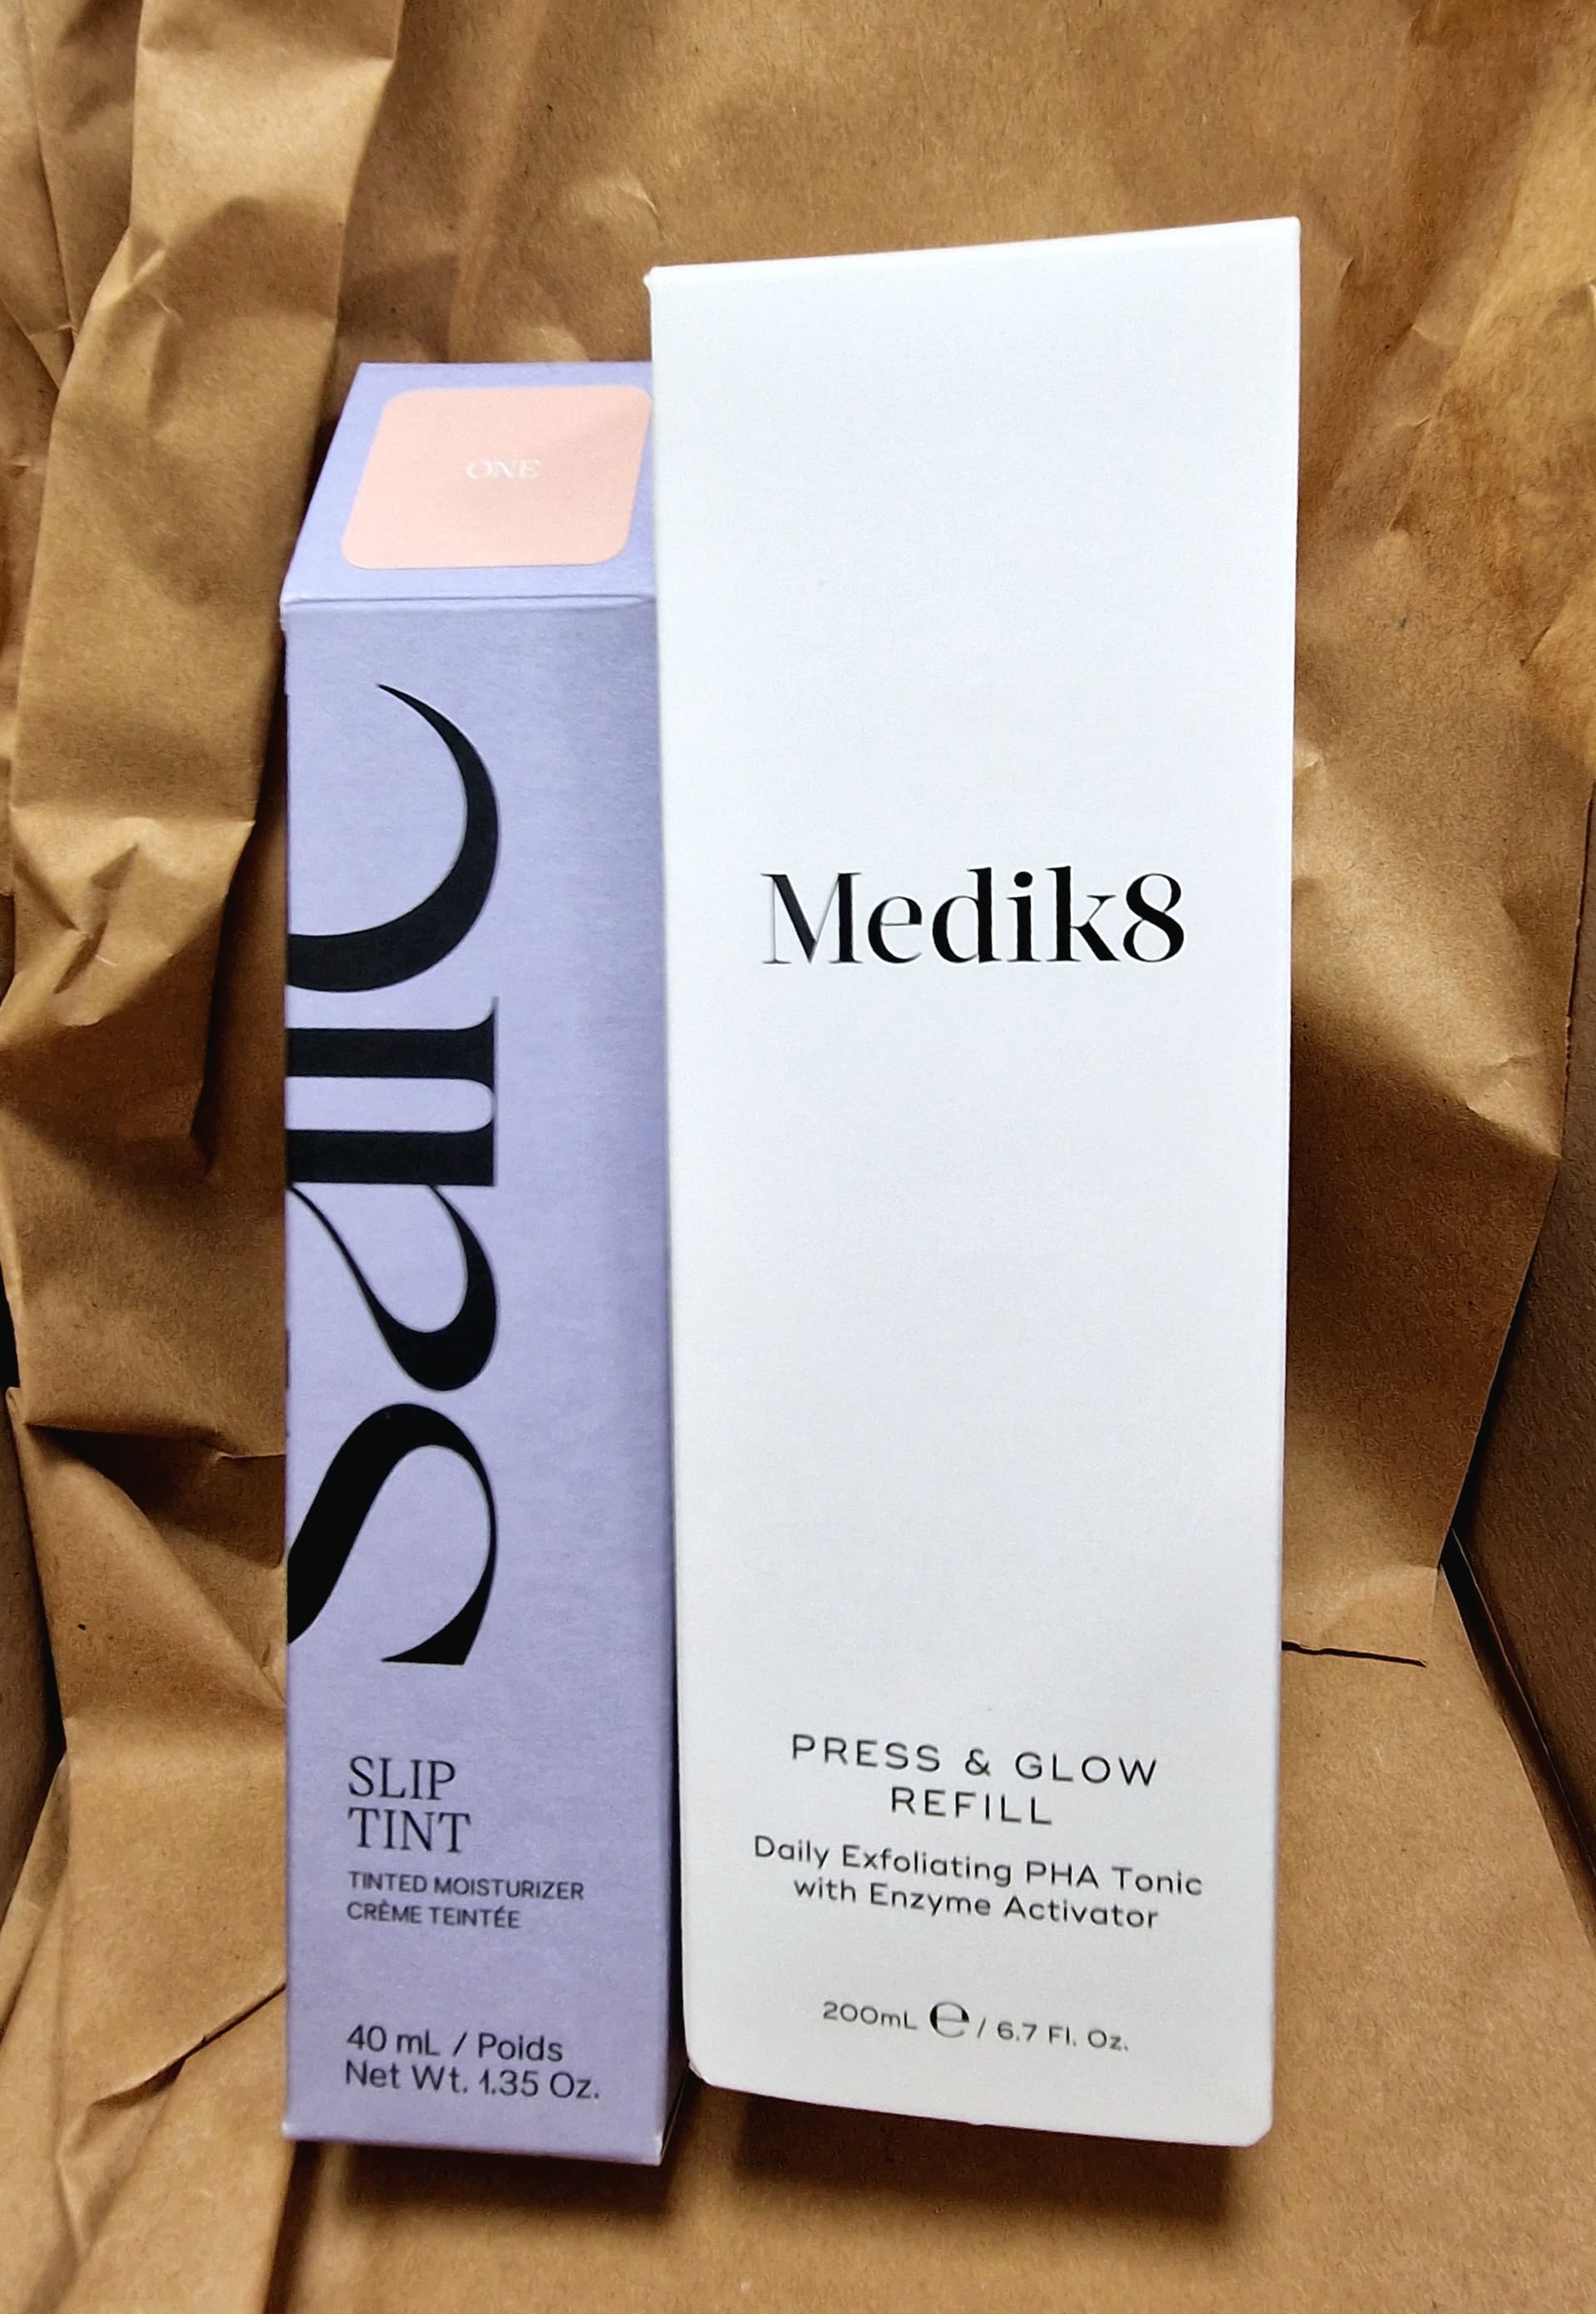 ONE
Saie
SLIP
TINT
TINTED MOISTURIZER
CRÈME TEINTÉE
40 mL / Poids
Net Wt. 1.35 Oz.
Medik8
PRESS & GLOW
REFILL
Daily Exfoliating PHA Tonic
with Enzyme Activator
200mL ℮ / 6.7 Fl. Oz.